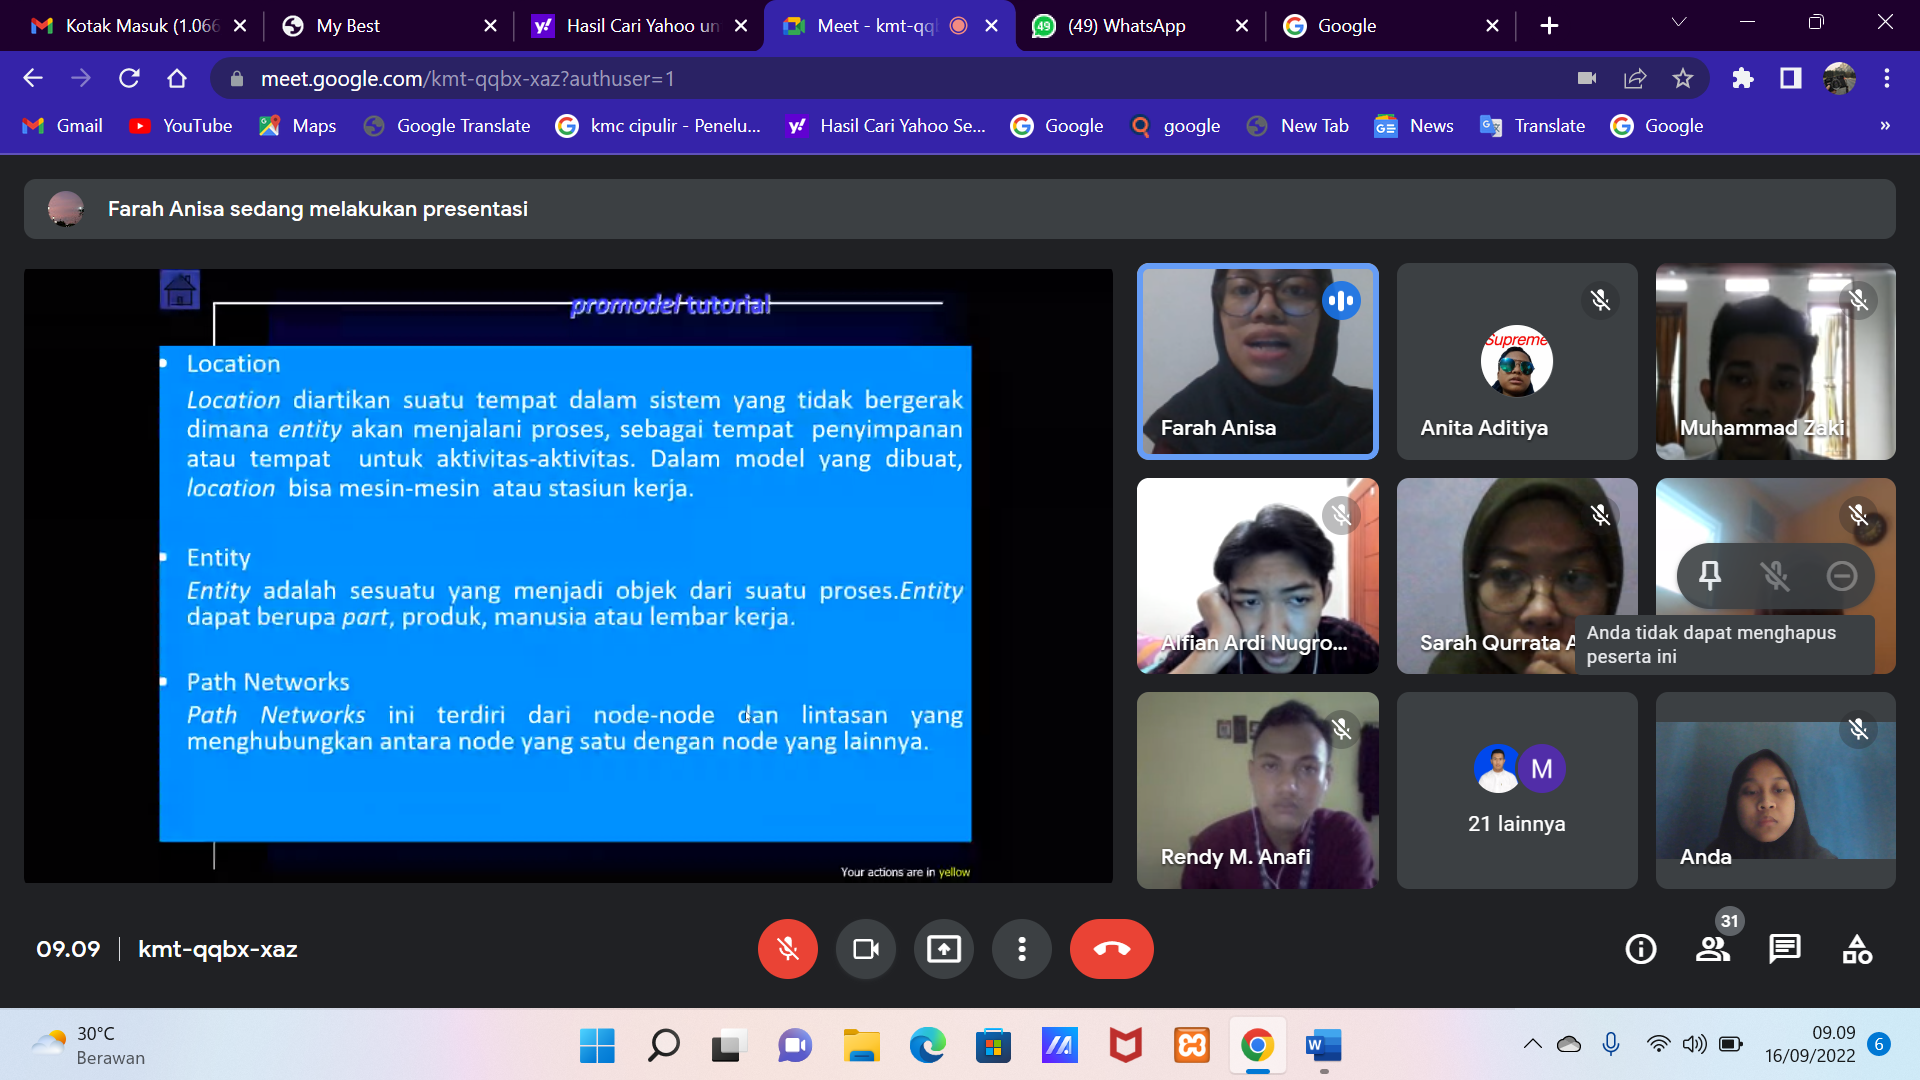 Kotak Masuk (1.066
My Best
Hasil Cari Yahoo un
Meet - kmt-qq
(49) WhatsApp
Google
meet.google.com/kmt-qqbx-xaz?authuser=1
Gmail
YouTube
Maps
Google Translate
kmc cipulir - Penelu...
Hasil Cari Yahoo Se...
Google
google
New Tab
News
Translate
Google
»
Farah Anisa sedang melakukan presentasi
promodel tutorial
Location
Location diartikan suatu tempat dalam sistem yang tidak bergerak
dimana entity akan menjalani proses, sebagai tempat penyimpanan
atau tempat untuk aktivitas-aktivitas. Dalam model yang dibuat,
location bisa mesin-mesin atau stasiun kerja.
Entity
Entity adalah sesuatu yang menjadi objek dari suatu proses.Entity
dapat berupa part, produk, manusia atau lembar kerja.
Path Networks
Path Networks ini terdiri dari node-node dan lintasan yang
menghubungkan antara node yang satu dengan node yang lainnya.
Your actions are in yellow
Farah Anisa
Supreme
Anita Aditiya
Muhammad Zaki
Alfian Ardi Nugro...
Sarah Qurrata A
Anda tidak dapat menghapus
peserta ini
Rendy M. Anafi
M
21 lainnya
Anda
09.09
kmt-qqbx-xaz
31
30°C
Berawan
09.09
16/09/2022
6